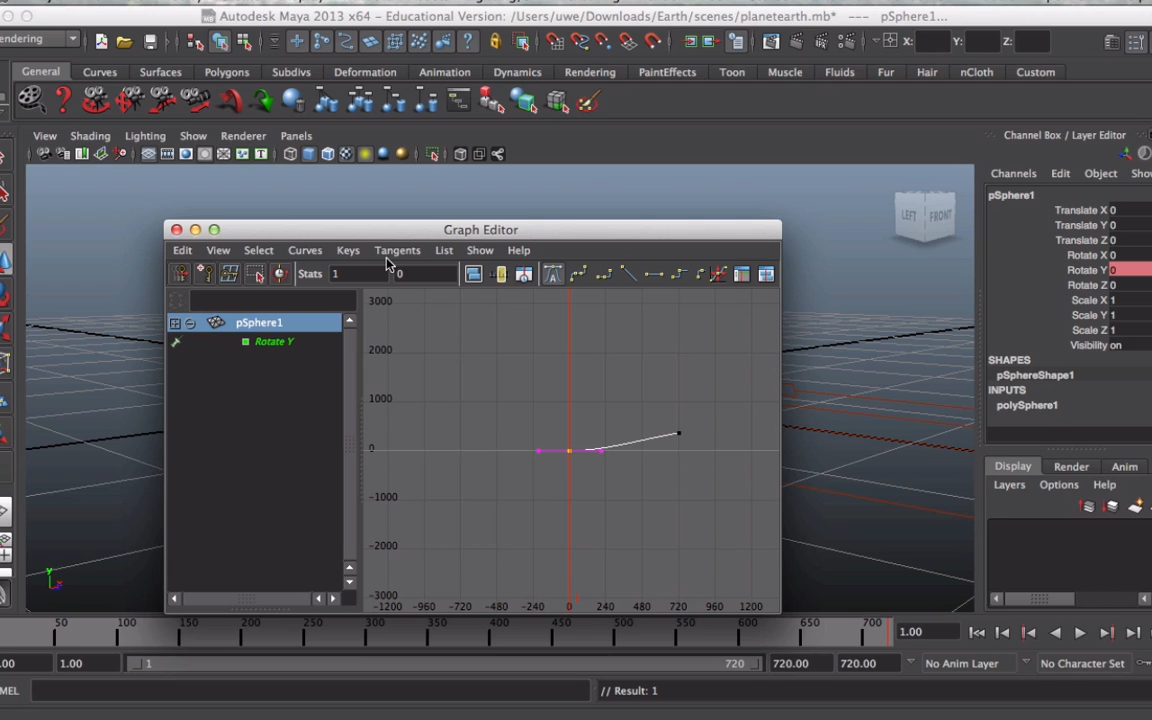 Autodesk Maya 2013 x64 - Educational Version: /Users/uwe/Downloads/Earth/scenes/planetearth.mb* --- pSphere1...
endering
X: Y: Z:
General Curves Surfaces Polygons Subdivs Deformation Animation Dynamics Rendering PaintEffects Toon Muscle Fluids Fur Hair nCloth Custom
View Shading Lighting Show Renderer Panels
Channel Box / Layer Editor
Channels Edit Object Show
pSphere1
Translate X 0
Translate Y 0
Translate Z 0
Rotate X 0
Rotate Y 0
Rotate Z 0
Scale X 1
Scale Y 1
Scale Z 1
Visibility on
SHAPES
pSphereShape1
INPUTS
polySphere1
LEFT FRONT
Graph Editor
Edit View Select Curves Keys Tangents List Show Help
Stats 1 0
pSphere1
Rotate Y
3000
2000
1000
0
-1000
-2000
-3000
-1200 -960 -720 -480 -240 0 240 480 720 960 1200
Y
Display Render Anim
Layers Options Help
50 100 150 200 250 300 350 400 450 500 550 600 650 700
1.00
.00 1.00 1 720 720.00 720.00 No Anim Layer No Character Set
MEL // Result: 1